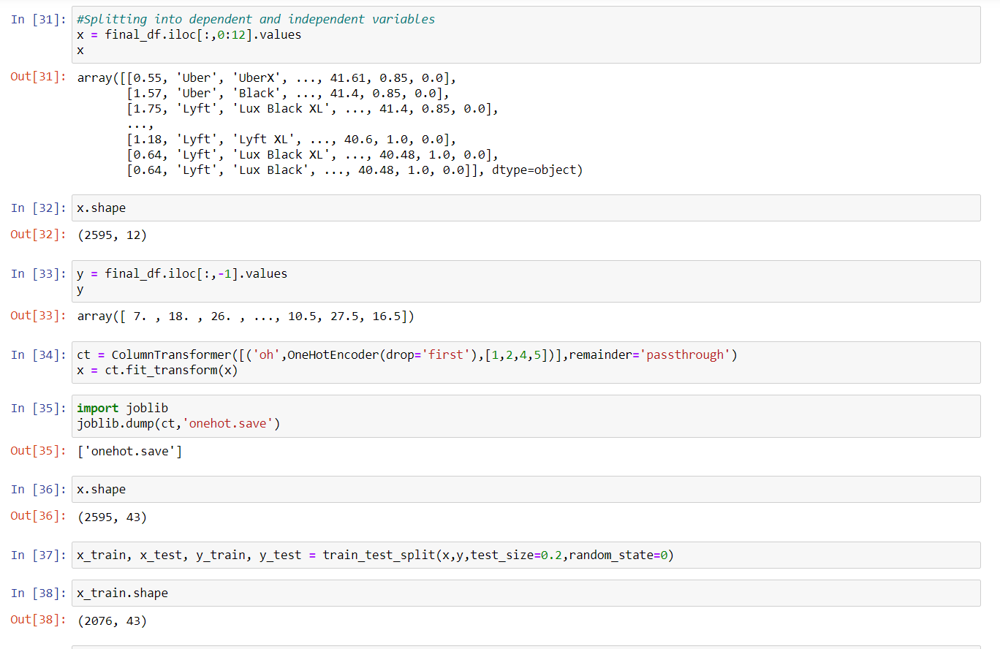 In [31]: #Splitting into dependent and independent variables
x = final_df.iloc[:,0:12].values
x
Out[31]: array([[0.55, 'Uber', 'UberX', ..., 41.61, 0.85, 0.0],
[1.57, 'Uber', 'Black', ..., 41.4, 0.85, 0.0],
[1.75, 'Lyft', 'Lux Black XL', ..., 41.4, 0.85, 0.0],
...,
[1.18, 'Lyft', 'Lyft XL', ..., 40.6, 1.0, 0.0],
[0.64, 'Lyft', 'Lux Black XL', ..., 40.48, 1.0, 0.0],
[0.64, 'Lyft', 'Lux Black', ..., 40.48, 1.0, 0.0]], dtype=object)
In [32]: x.shape
Out[32]: (2595, 12)
In [33]: y = final_df.iloc[:,-1].values
y
Out[33]: array([ 7. , 18. , 26. , ..., 10.5, 27.5, 16.5])
In [34]: ct = ColumnTransformer([('oh',OneHotEncoder(drop='first'),[1,2,4,5])],remainder='passthrough')
x = ct.fit_transform(x)
In [35]: import joblib
joblib.dump(ct,'onehot.save')
Out[35]: ['onehot.save']
In [36]: x.shape
Out[36]: (2595, 43)
In [37]: x_train, x_test, y_train, y_test = train_test_split(x,y,test_size=0.2,random_state=0)
In [38]: x_train.shape
Out[38]: (2076, 43)